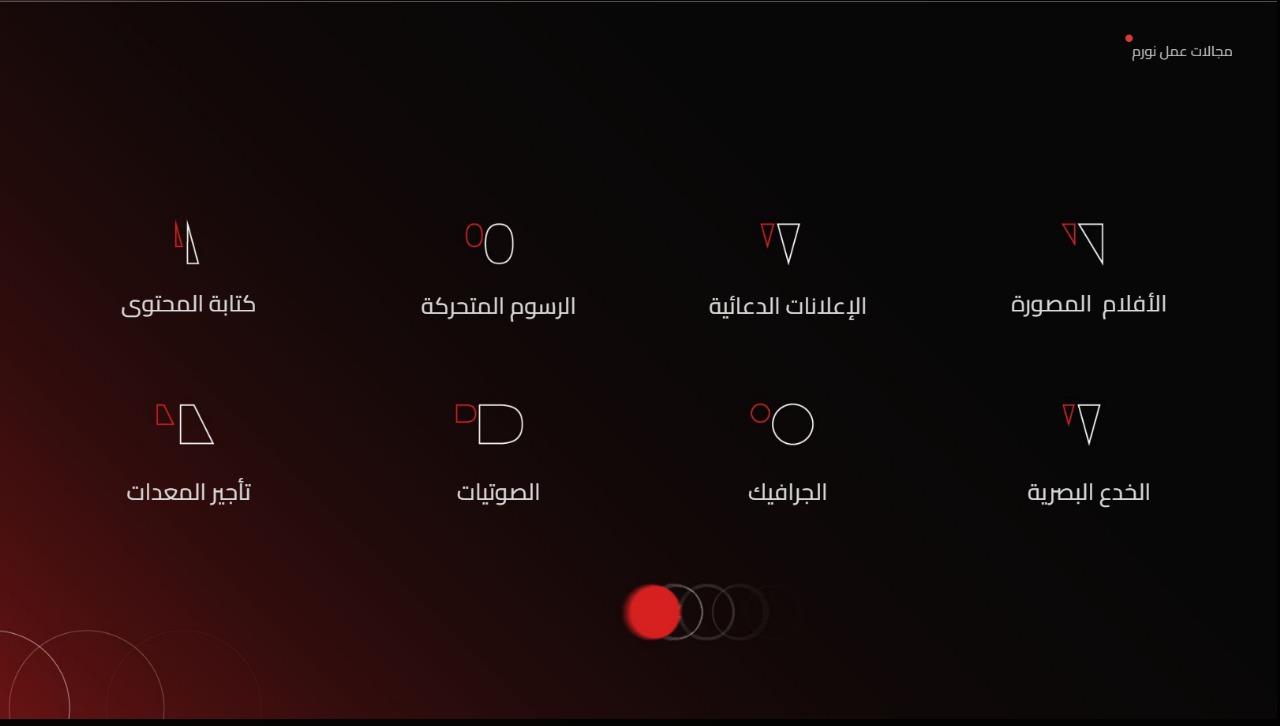 مجالات عمل نورم
الأفلام المصورة
الإعلانات الدعائية
الرسوم المتحركة
كتابة المحتوى
الخدع البصرية
الجرافيك
الصوتيات
تأجير المعدات